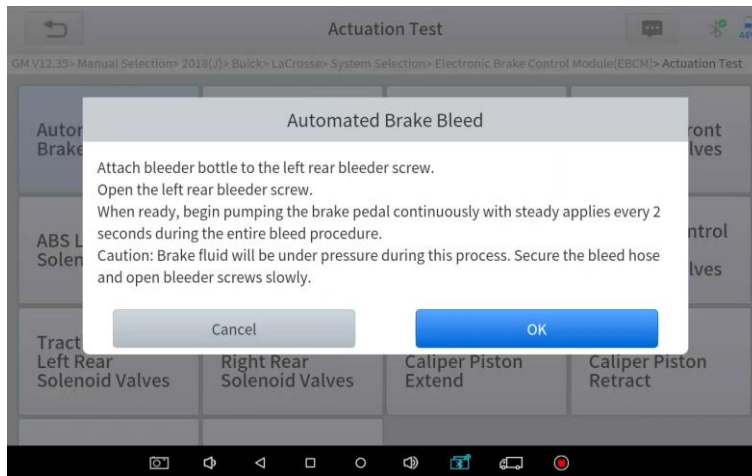 Actuation Test
GM V12.35> Manual Selection> 2018(J)> Buick> LaCrosse> System Selection> Electronic Brake Control Module(EBCM)> Actuation Test
Automated Brake Bleed
Attach bleeder bottle to the left rear bleeder screw.
Open the left rear bleeder screw.
When ready, begin pumping the brake pedal continuously with steady applies every 2
seconds during the entire bleed procedure.
Caution: Brake fluid will be under pressure during this process. Secure the bleed hose
and open bleeder screws slowly.
Cancel
OK
Autor
Brake
ront
lves
ABS L
Solen
ntrol
lves
Tract
Left Rear
Solenoid Valves
Right Rear
Solenoid Valves
Caliper Piston
Extend
Caliper Piston
Retract